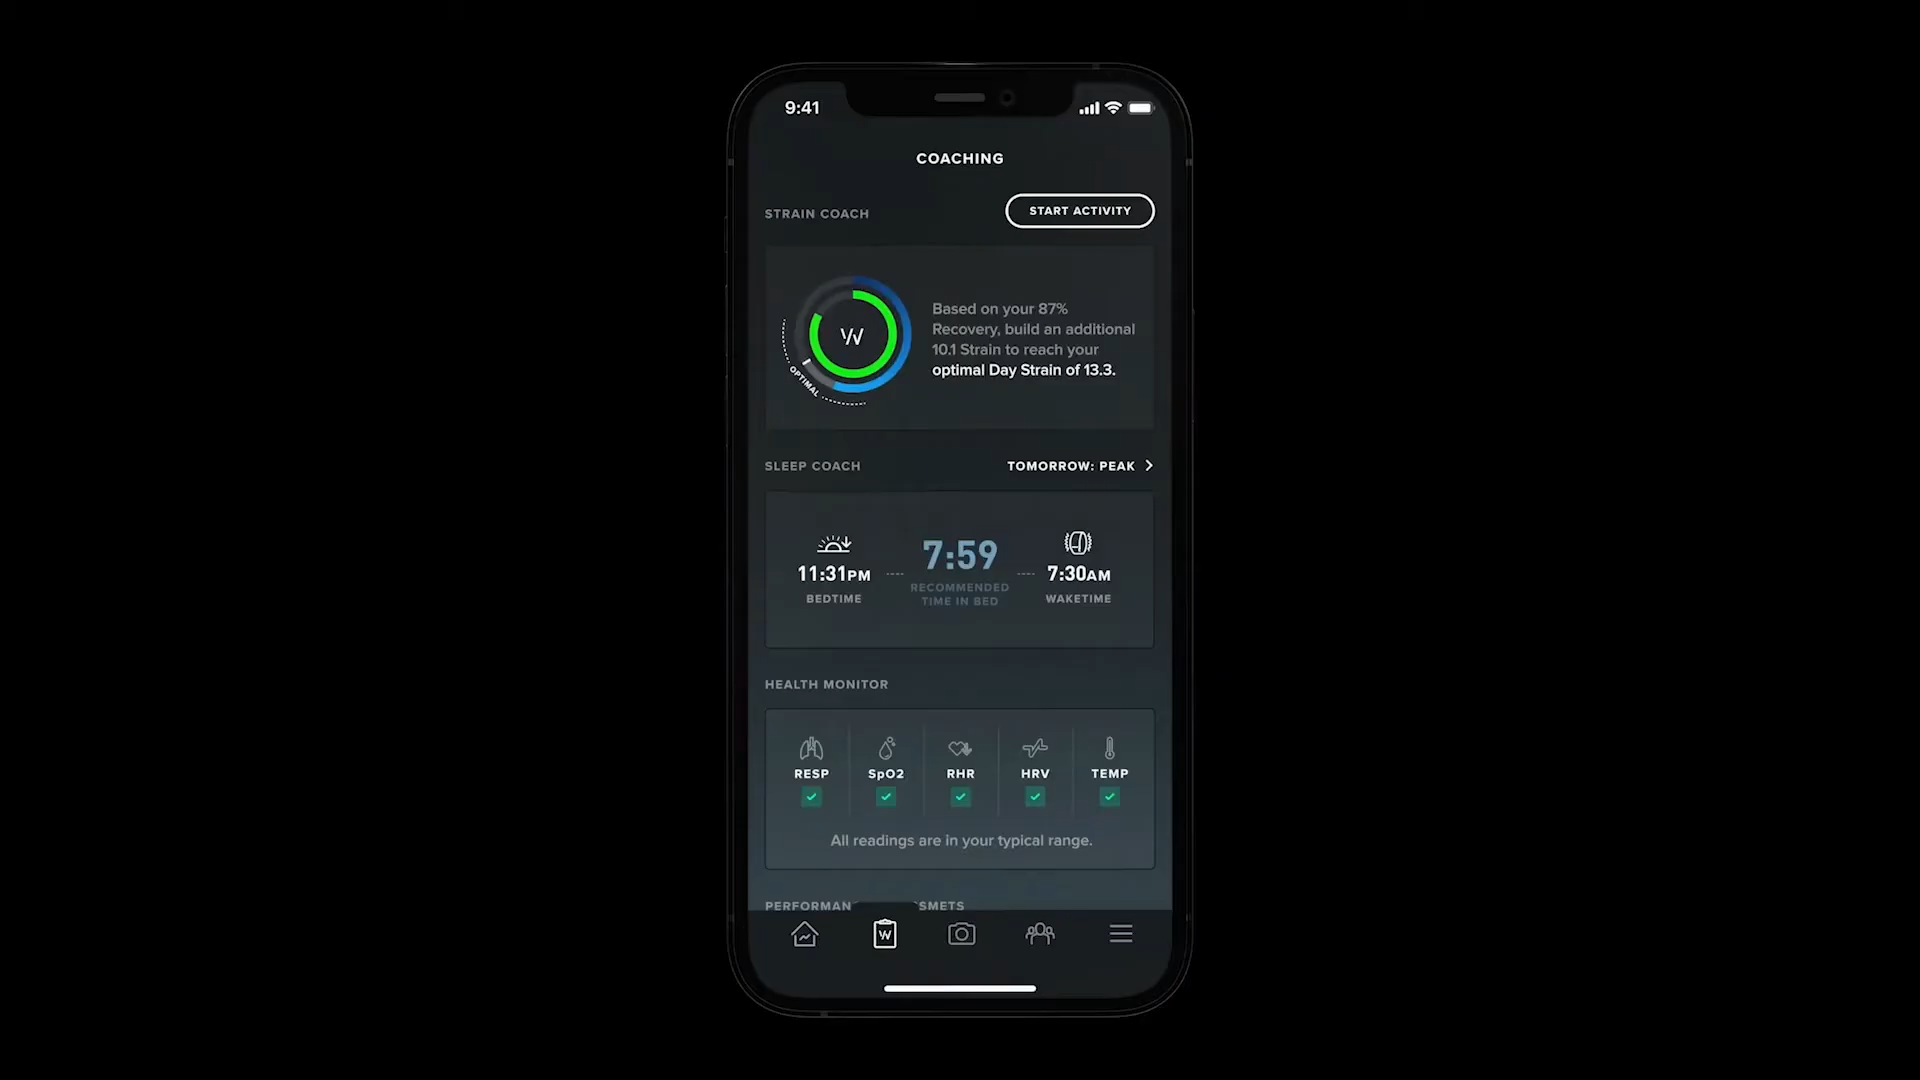 9:41
COACHING
STRAIN COACH
START ACTIVITY
W
OPTIMAL
Based on your 87%
Recovery, build an additional
10.1 Strain to reach your
optimal Day Strain of 13.3.
SLEEP COACH
TOMORROW: PEAK
11:31PM
BEDTIME
7:59
RECOMMENDED
TIME IN BED
7:30AM
WAKETIME
HEALTH MONITOR
RESP
SpO2
RHR
HRV
TEMP
All readings are in your typical range.
W